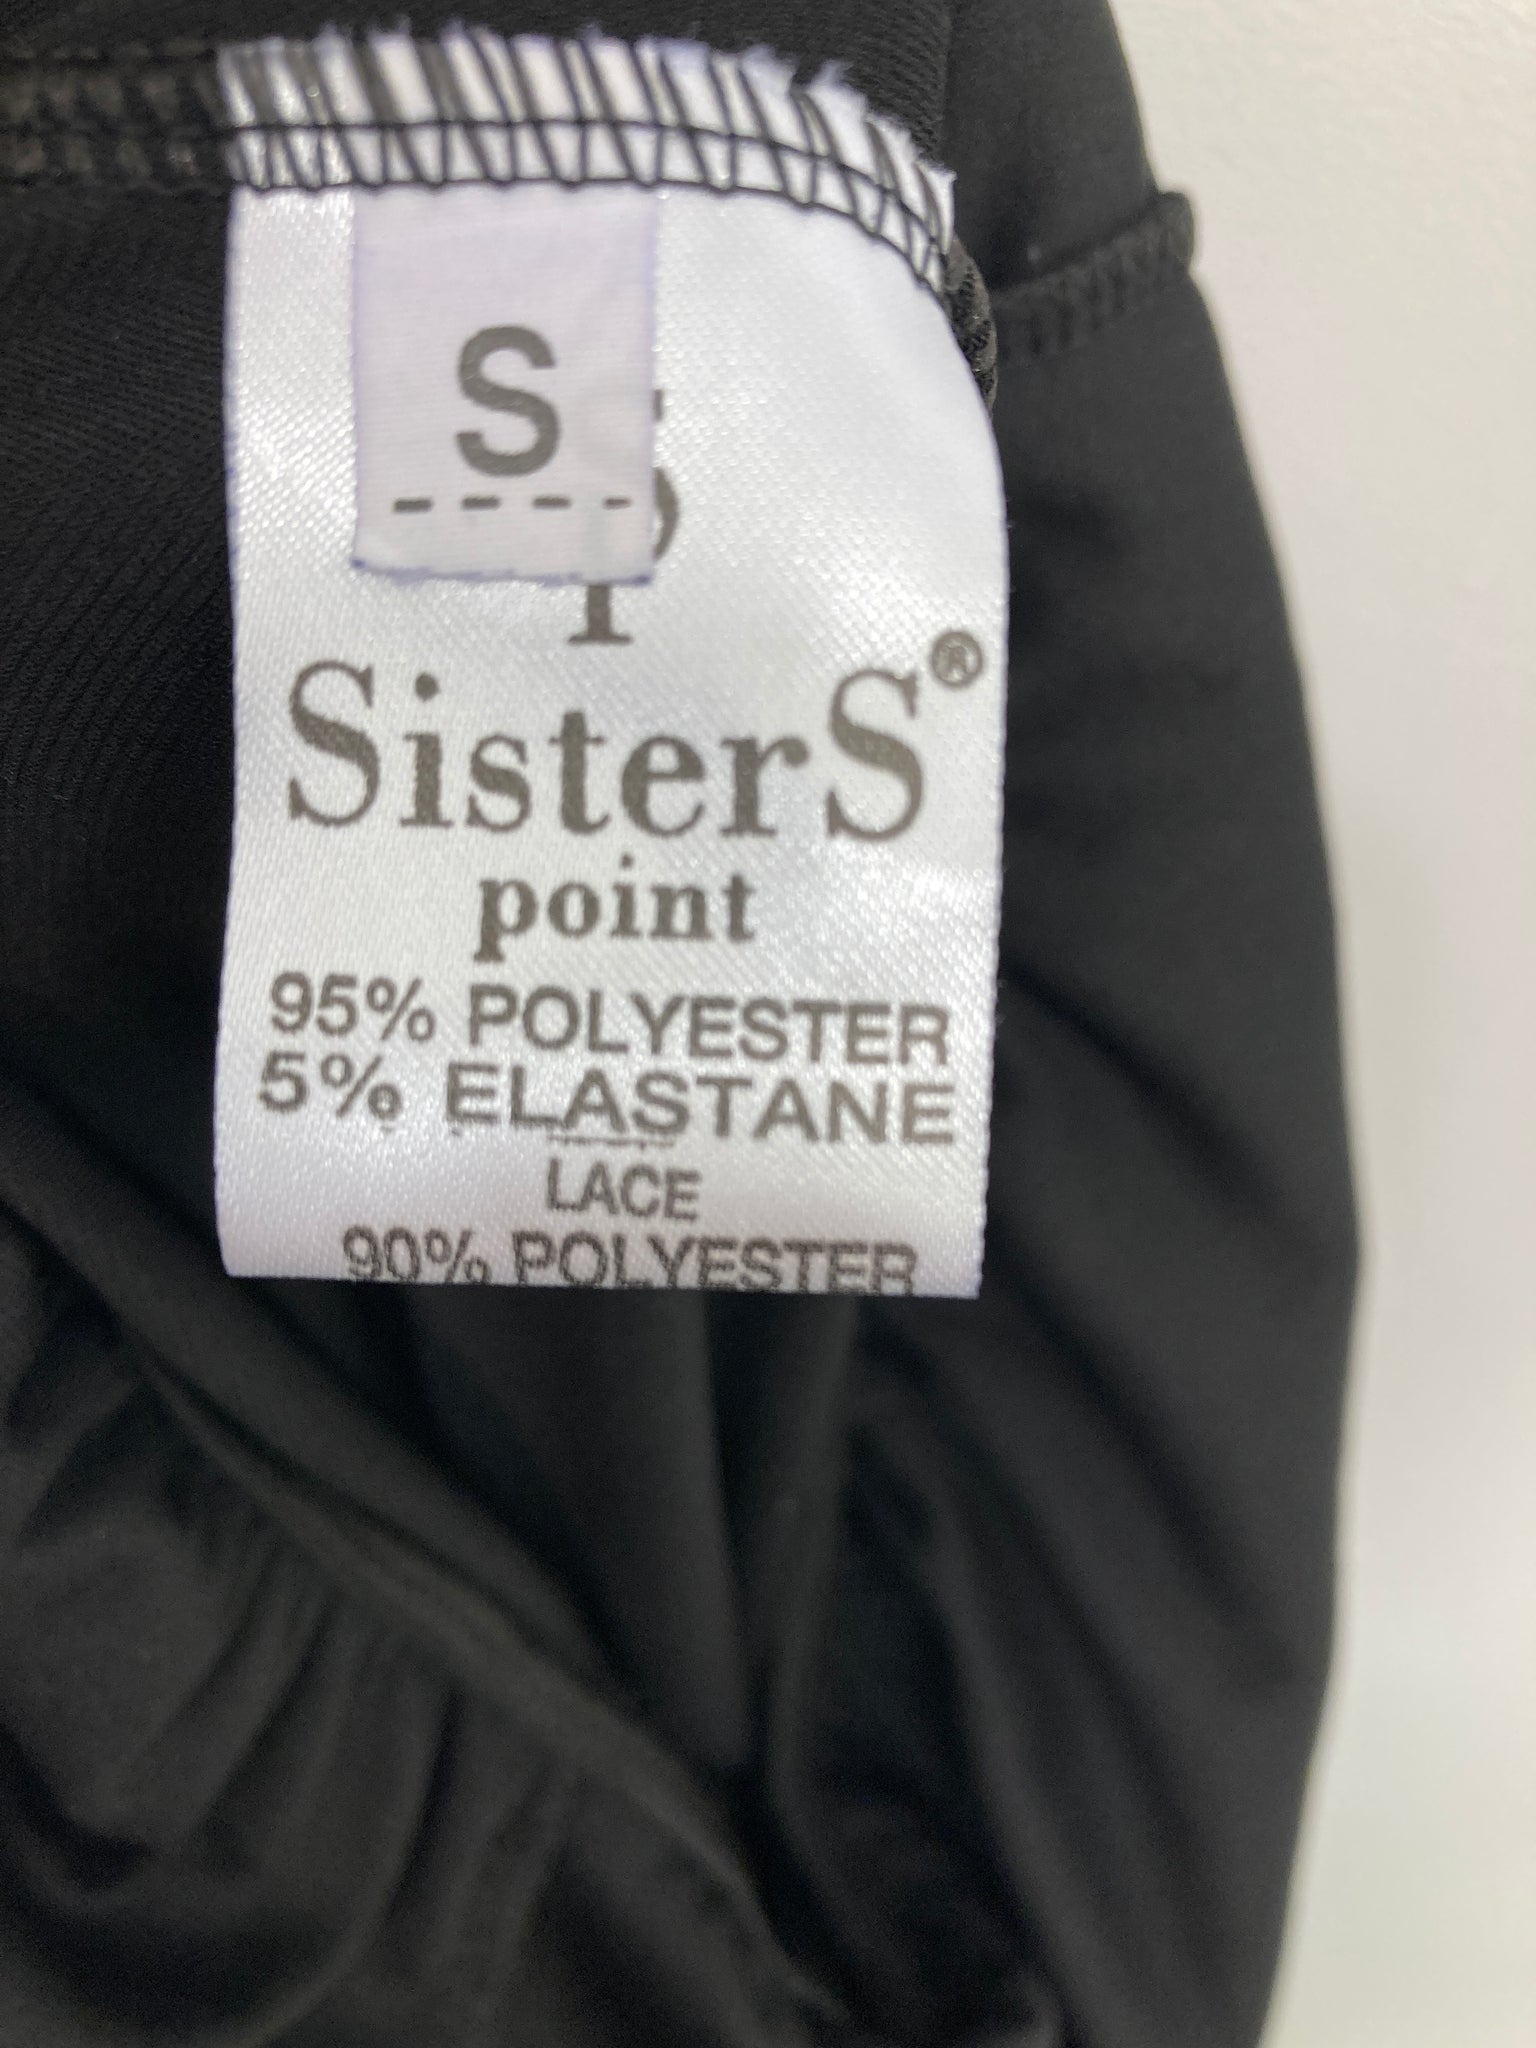 S
SisterS®
point
95% POLYESTER
5% ELASTANE
LACE
90% POLYESTER